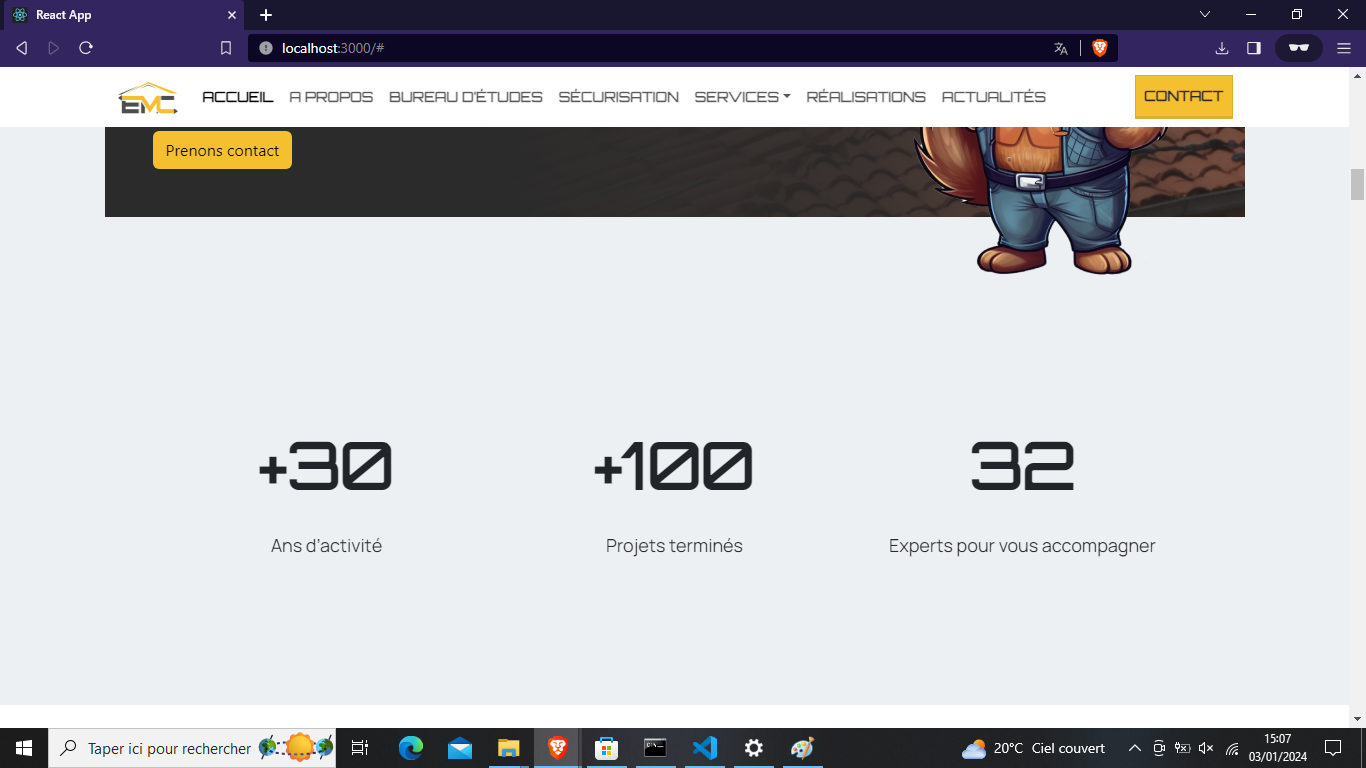 React App
localhost:3000/#
EMC
ACCUEIL A PROPOS BUREAU D'ÉTUDES SÉCURISATION SERVICES RÉALISATIONS ACTUALITÉS CONTACT
Prenons contact
+30 +100 32
Ans d'activité Projets terminés Experts pour vous accompagner
Taper ici pour rechercher
20°C Ciel couvert
15:07
03/01/2024